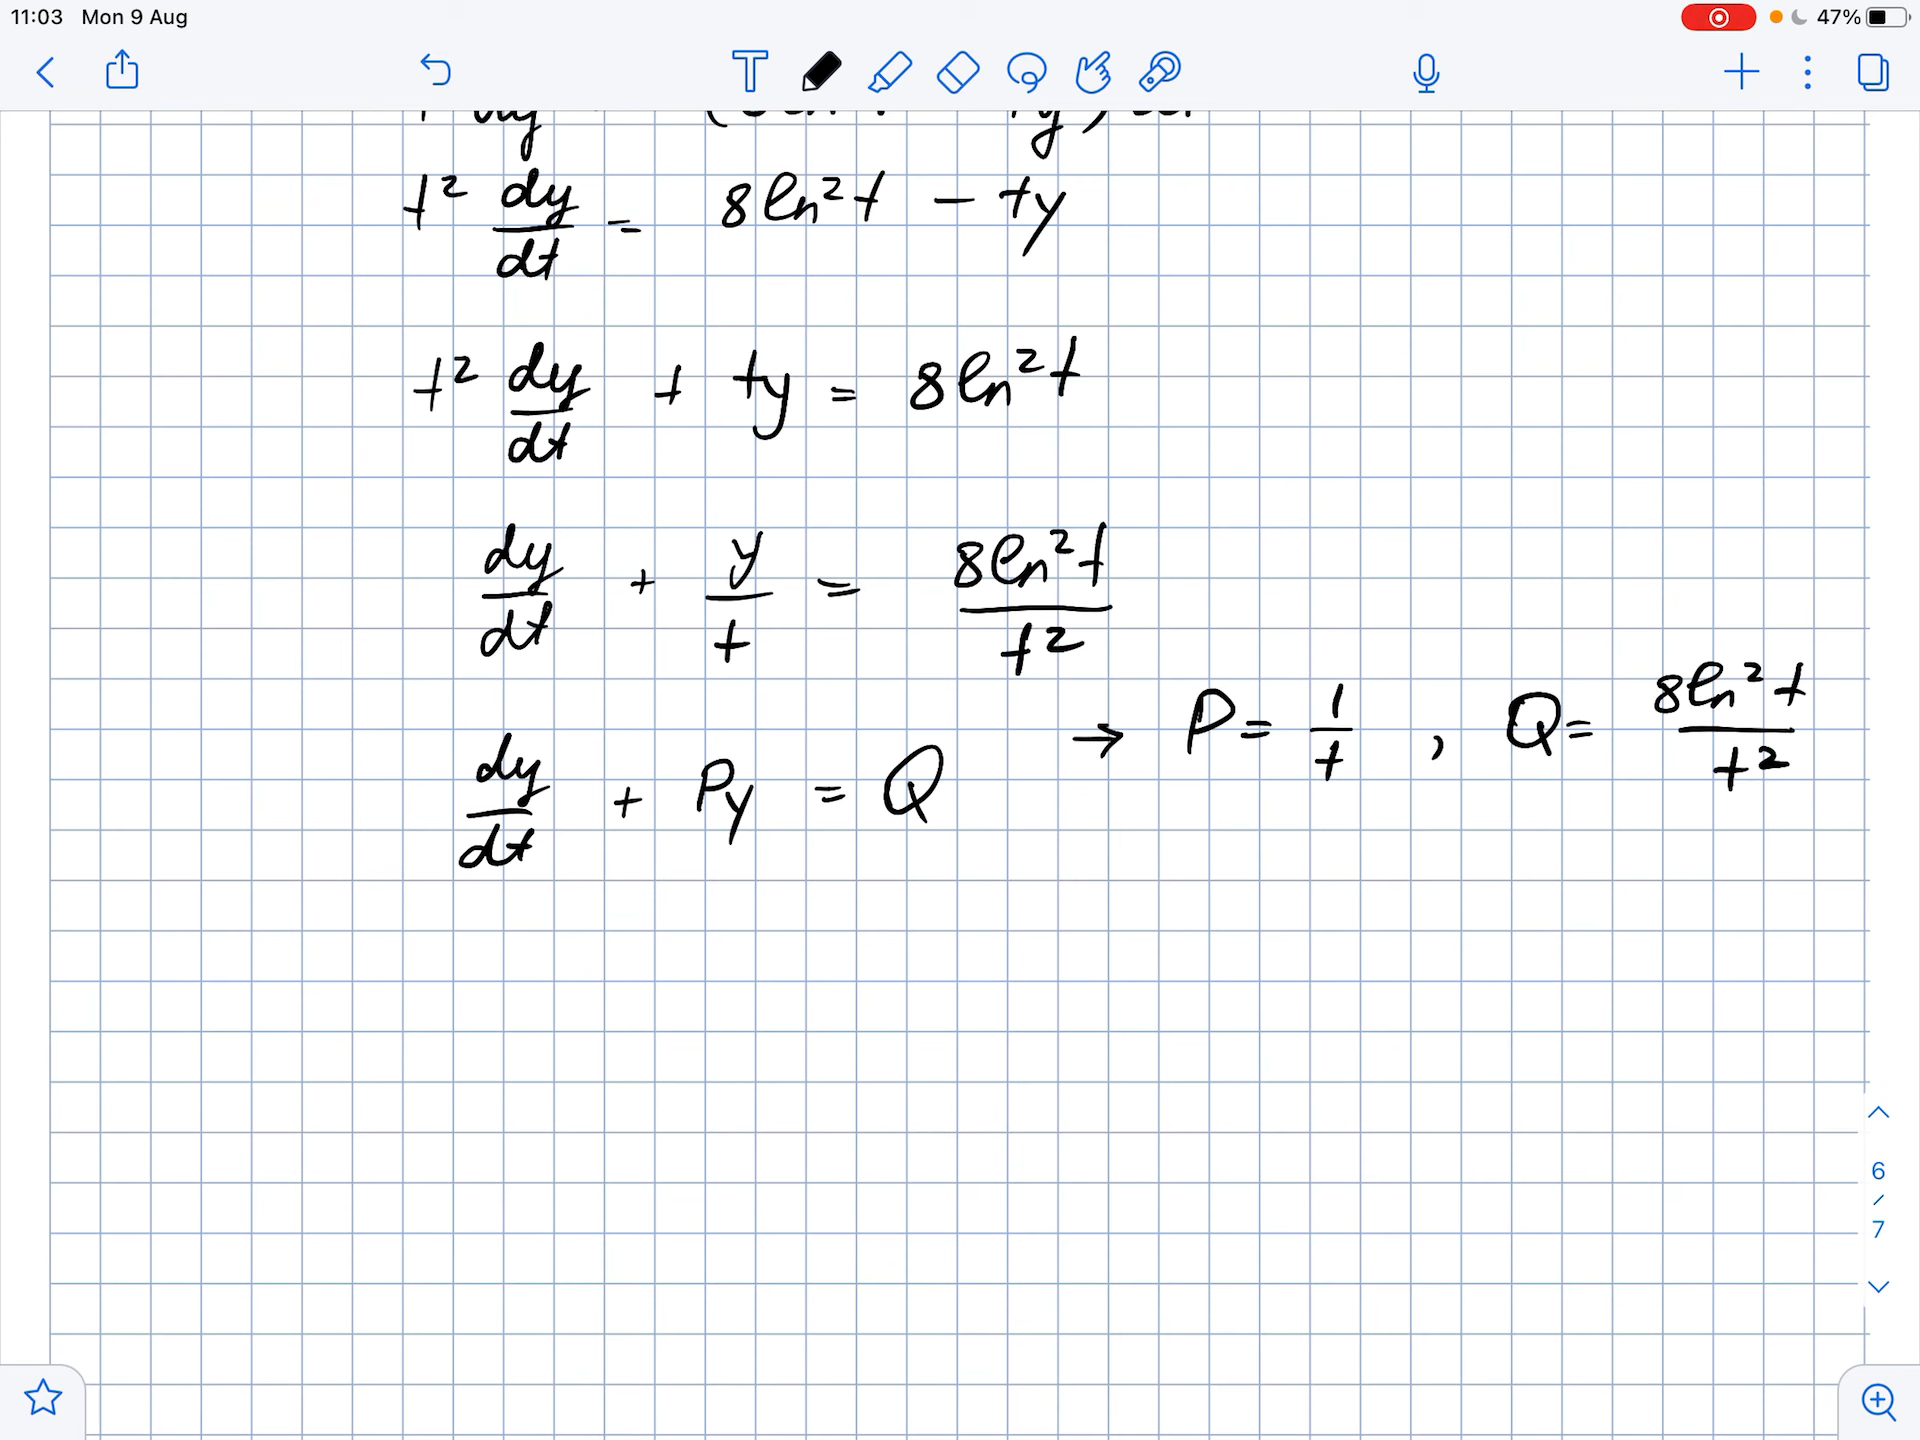 11:03 Mon 9 Aug
47%
t² dy/dt = 8ln²t − ty
t² dy/dt + ty = 8ln²t
dy/dt + y/t = 8ln²t/t²
dy/dt + Py = Q → P = 1/t , Q = 8ln²t/t²
6
/
7